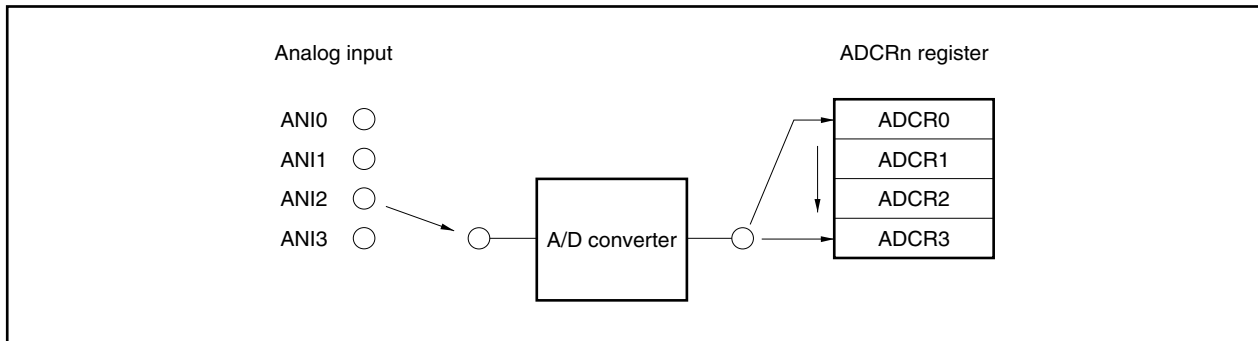 Analog input
ADCRn register
ANI0
ANI1
ANI2
ANI3
A/D converter
ADCR0
ADCR1
ADCR2
ADCR3